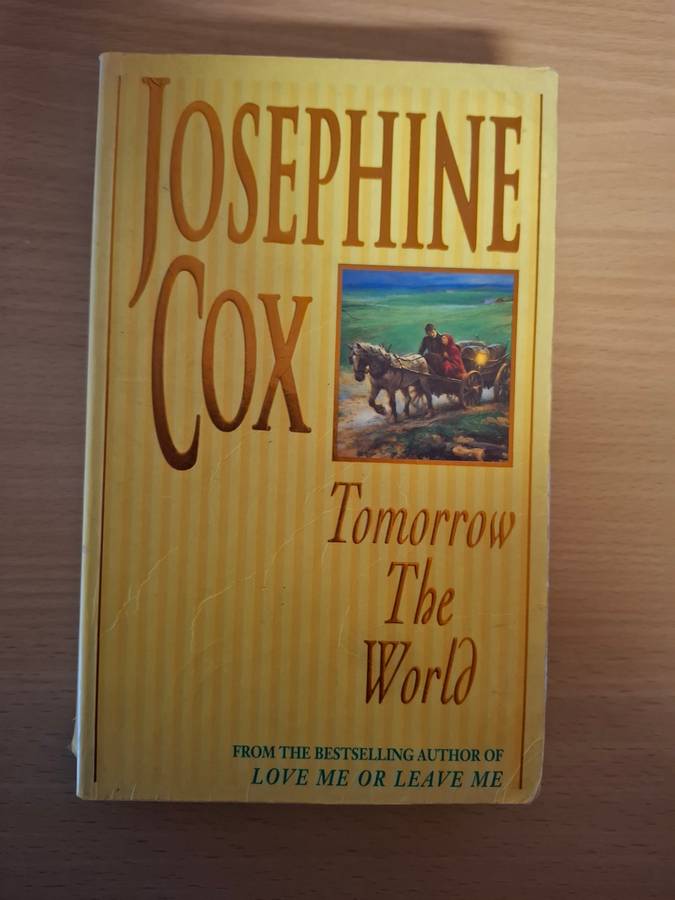 JOSEPHINE
COX
Tomorrow
The
World
FROM THE BESTSELLING AUTHOR OF
LOVE ME OR LEAVE ME